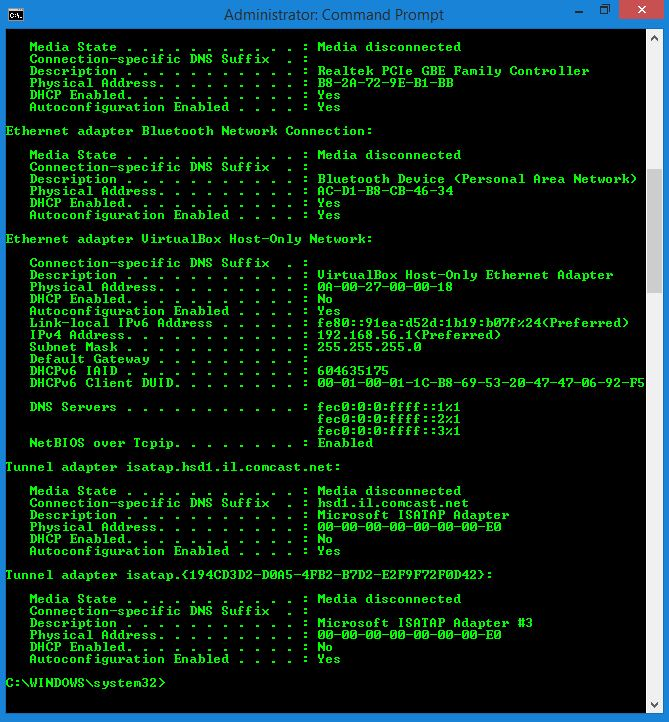 Administrator: Command Prompt
Media State . . . . . . . . . . . : Media disconnected
Connection-specific DNS Suffix  . :
Description . . . . . . . . . . . : Realtek PCIe GBE Family Controller
Physical Address. . . . . . . . . : B8-2A-72-9E-B1-BB
DHCP Enabled. . . . . . . . . . . : Yes
Autoconfiguration Enabled . . . . : Yes
Ethernet adapter Bluetooth Network Connection:
Media State . . . . . . . . . . . : Media disconnected
Connection-specific DNS Suffix  . :
Description . . . . . . . . . . . : Bluetooth Device (Personal Area Network)
Physical Address. . . . . . . . . : AC-D1-B8-CB-46-34
DHCP Enabled. . . . . . . . . . . : Yes
Autoconfiguration Enabled . . . . : Yes
Ethernet adapter VirtualBox Host-Only Network:
Connection-specific DNS Suffix  . :
Description . . . . . . . . . . . : VirtualBox Host-Only Ethernet Adapter
Physical Address. . . . . . . . . : 0A-00-27-00-00-18
DHCP Enabled. . . . . . . . . . . : No
Autoconfiguration Enabled . . . . : Yes
Link-local IPv6 Address . . . . . : fe80::91ea:d52d:1b19:b07f%24(Preferred)
IPv4 Address. . . . . . . . . . . : 192.168.56.1(Preferred)
Subnet Mask . . . . . . . . . . . : 255.255.255.0
Default Gateway . . . . . . . . . :
DHCPv6 IAID . . . . . . . . . . . : 604635175
DHCPv6 Client DUID. . . . . . . . : 00-01-00-01-1C-B8-69-53-20-47-47-06-92-F5
DNS Servers . . . . . . . . . . . : fec0:0:0:ffff::1%1
fec0:0:0:ffff::2%1
fec0:0:0:ffff::3%1
NetBIOS over Tcpip. . . . . . . . : Enabled
Tunnel adapter isatap.hsd1.il.comcast.net:
Media State . . . . . . . . . . . : Media disconnected
Connection-specific DNS Suffix  . : hsd1.il.comcast.net
Description . . . . . . . . . . . : Microsoft ISATAP Adapter
Physical Address. . . . . . . . . : 00-00-00-00-00-00-00-E0
DHCP Enabled. . . . . . . . . . . : No
Autoconfiguration Enabled . . . . : Yes
Tunnel adapter isatap.{194CD3D2-D0A5-4FB2-B7D2-E2F9F72F0D42}:
Media State . . . . . . . . . . . : Media disconnected
Connection-specific DNS Suffix  . :
Description . . . . . . . . . . . : Microsoft ISATAP Adapter #3
Physical Address. . . . . . . . . : 00-00-00-00-00-00-00-E0
DHCP Enabled. . . . . . . . . . . : No
Autoconfiguration Enabled . . . . : Yes
C:\WINDOWS\system32>